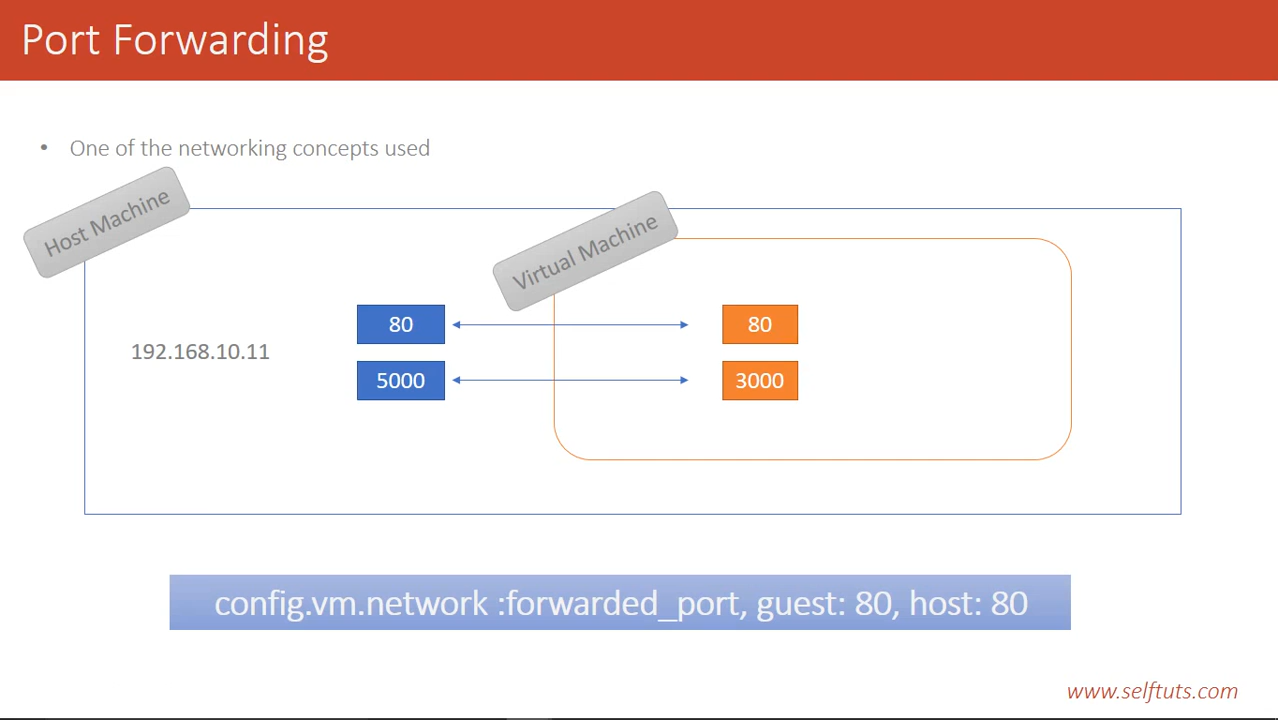 Port Forwarding
• One of the networking concepts used
Host Machine
Virtual Machine
80
80
192.168.10.11
5000
3000
config.vm.network :forwarded_port, guest: 80, host: 80
www.selftuts.com